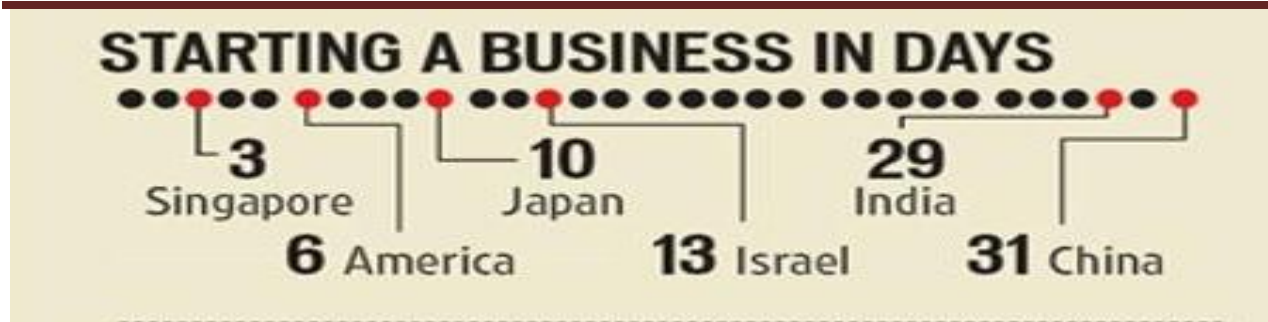 STARTING A BUSINESS IN DAYS
3
Singapore
10
Japan
29
India
6 America
13 Israel
31 China